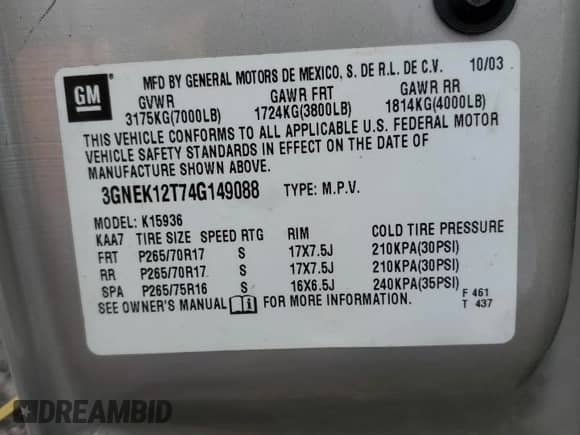 GM
MFD BY GENERAL MOTORS DE MEXICO, S. DE R.L. DE C.V. 10/03
GVWR GAWR FRT GAWR RR
3175KG(7000LB) 1724KG(3800LB) 1814KG(4000LB)
THIS VEHICLE CONFORMS TO ALL APPLICABLE U.S. FEDERAL MOTOR
VEHICLE SAFETY STANDARDS IN EFFECT ON THE DATE OF
MANUFACTURE SHOWN ABOVE.
3GNEK12T74G149088 TYPE: M.P.V.
MODEL: K15936
KAA7 TIRE SIZE SPEED RTG RIM COLD TIRE PRESSURE
FRT P265/70R17 S 17X7.5J 210KPA(30PSI)
RR P265/70R17 S 17X7.5J 210KPA(30PSI)
SPA P265/75R16 S 16X6.5J 240KPA(35PSI)
SEE OWNER'S MANUAL FOR MORE INFORMATION.
F 461
T 437
DREAMBID